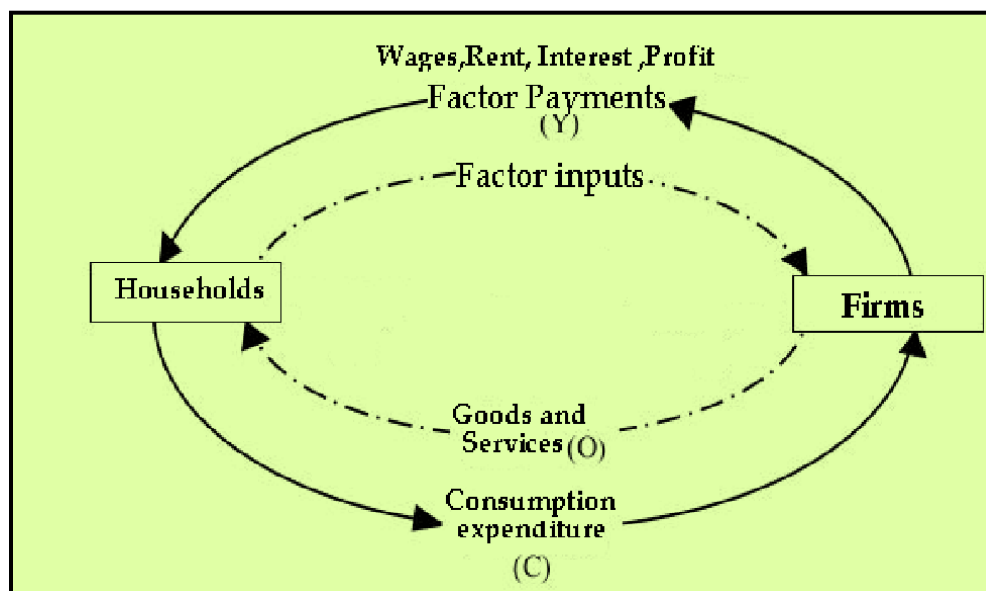 Wages,Rent, Interest ,Profit
Factor Payments
(Y)
Factor inputs
Households
Firms
Goods and
Services(O)
Consumption
expenditure
(C)